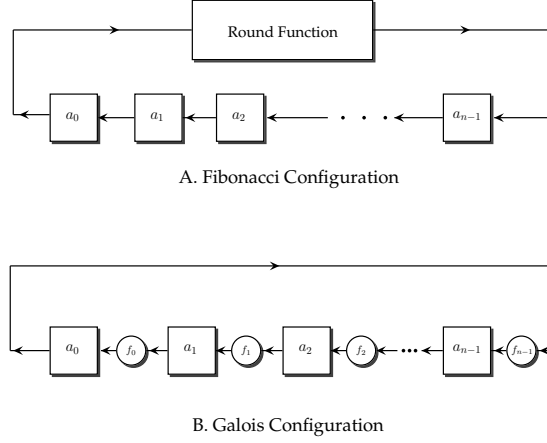 Round Function
a₀ a₁ a₂ . . . aₙ₋₁
A. Fibonacci Configuration
a₀ f₀ a₁ f₁ a₂ f₂ ••• aₙ₋₁ fₙ₋₁
B. Galois Configuration